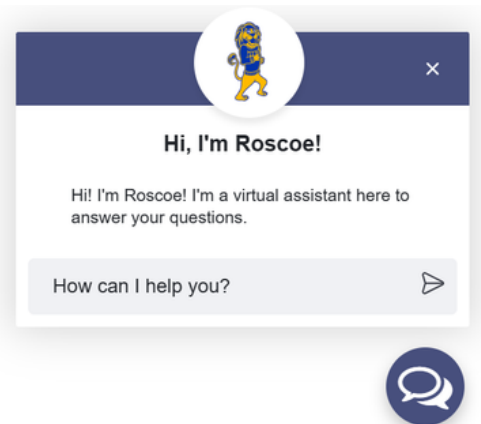 Hi, I'm Roscoe!
Hi! I'm Roscoe! I'm a virtual assistant here to
answer your questions.
How can I help you?